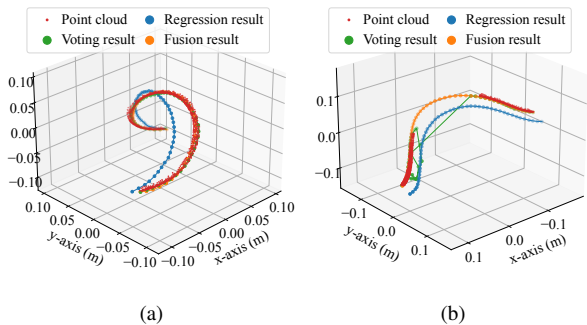 Point cloud Regression result
Voting result Fusion result
0.10
0.05
0.00
−0.05
−0.10
0.10
0.05
0.00
−0.05
−0.10
y-axis (m)
−0.10
−0.05
0.00
0.05
0.10
x-axis (m)
(a)
Point cloud Regression result
Voting result Fusion result
0.1
0.0
−0.1
−0.1
0.0
0.1
y-axis (m)
0.1
0.0
−0.1
x-axis (m)
(b)